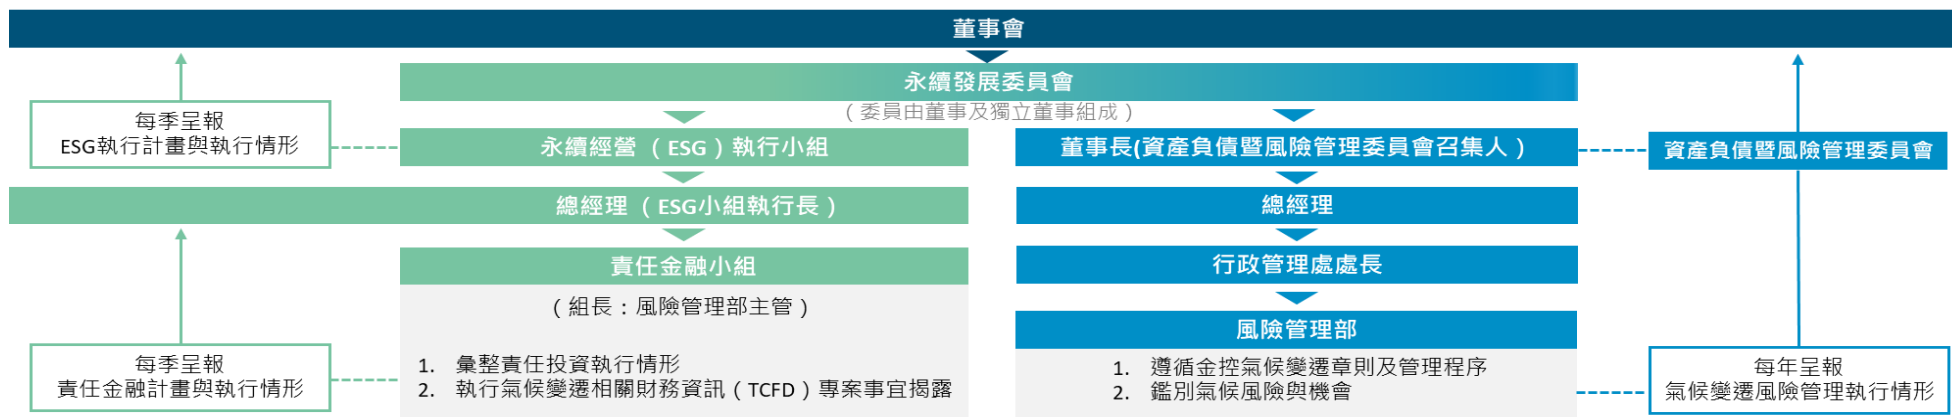 董事會
永續發展委員會
（委員由董事及獨立董事組成）
每季呈報
ESG執行計畫與執行情形
永續經營（ESG）執行小組
董事長(資產負債暨風險管理委員會召集人）
資產負債暨風險管理委員會
總經理（ESG小組執行長）
總經理
責任金融小組
行政管理處處長
（組長：風險管理部主管）
風險管理部
每季呈報
責任金融計畫與執行情形
1. 彙整責任投資執行情形
2. 執行氣候變遷相關財務資訊（TCFD）專案事宜揭露
1. 遵循金控氣候變遷章則及管理程序
2. 鑑別氣候風險與機會
每年呈報
氣候變遷風險管理執行情形